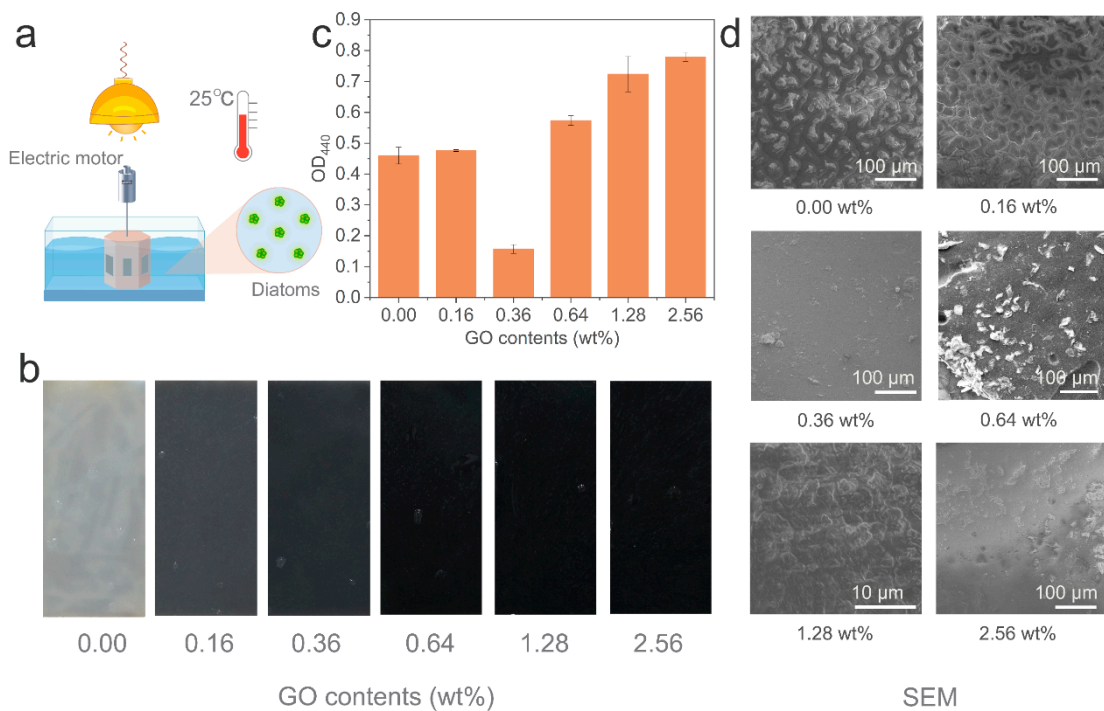 a
25°C
Electric motor
Diatoms
c
0.9
0.8
0.7
0.6
0.5
0.4
0.3
0.2
0.1
0.0
OD440
0.00 0.16 0.36 0.64 1.28 2.56
GO contents (wt%)
b
0.00 0.16 0.36 0.64 1.28 2.56
GO contents (wt%)
d
100 µm 100 µm
0.00 wt% 0.16 wt%
100 µm 100 µm
0.36 wt% 0.64 wt%
10 µm 100 µm
1.28 wt% 2.56 wt%
SEM